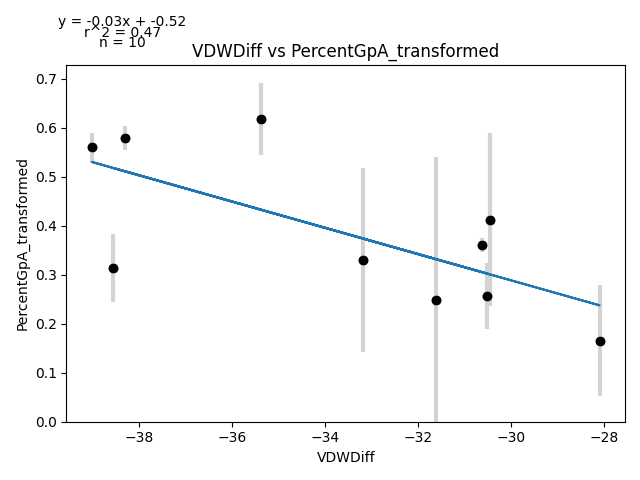 y = -0.03x + -0.52
r^2 = 0.47
n = 10
VDWDiff vs PercentGpA_transformed
0.7
0.6
0.5
0.4
0.3
0.2
0.1
0.0
PercentGpA_transformed
−38
−36
−34
−32
−30
−28
VDWDiff